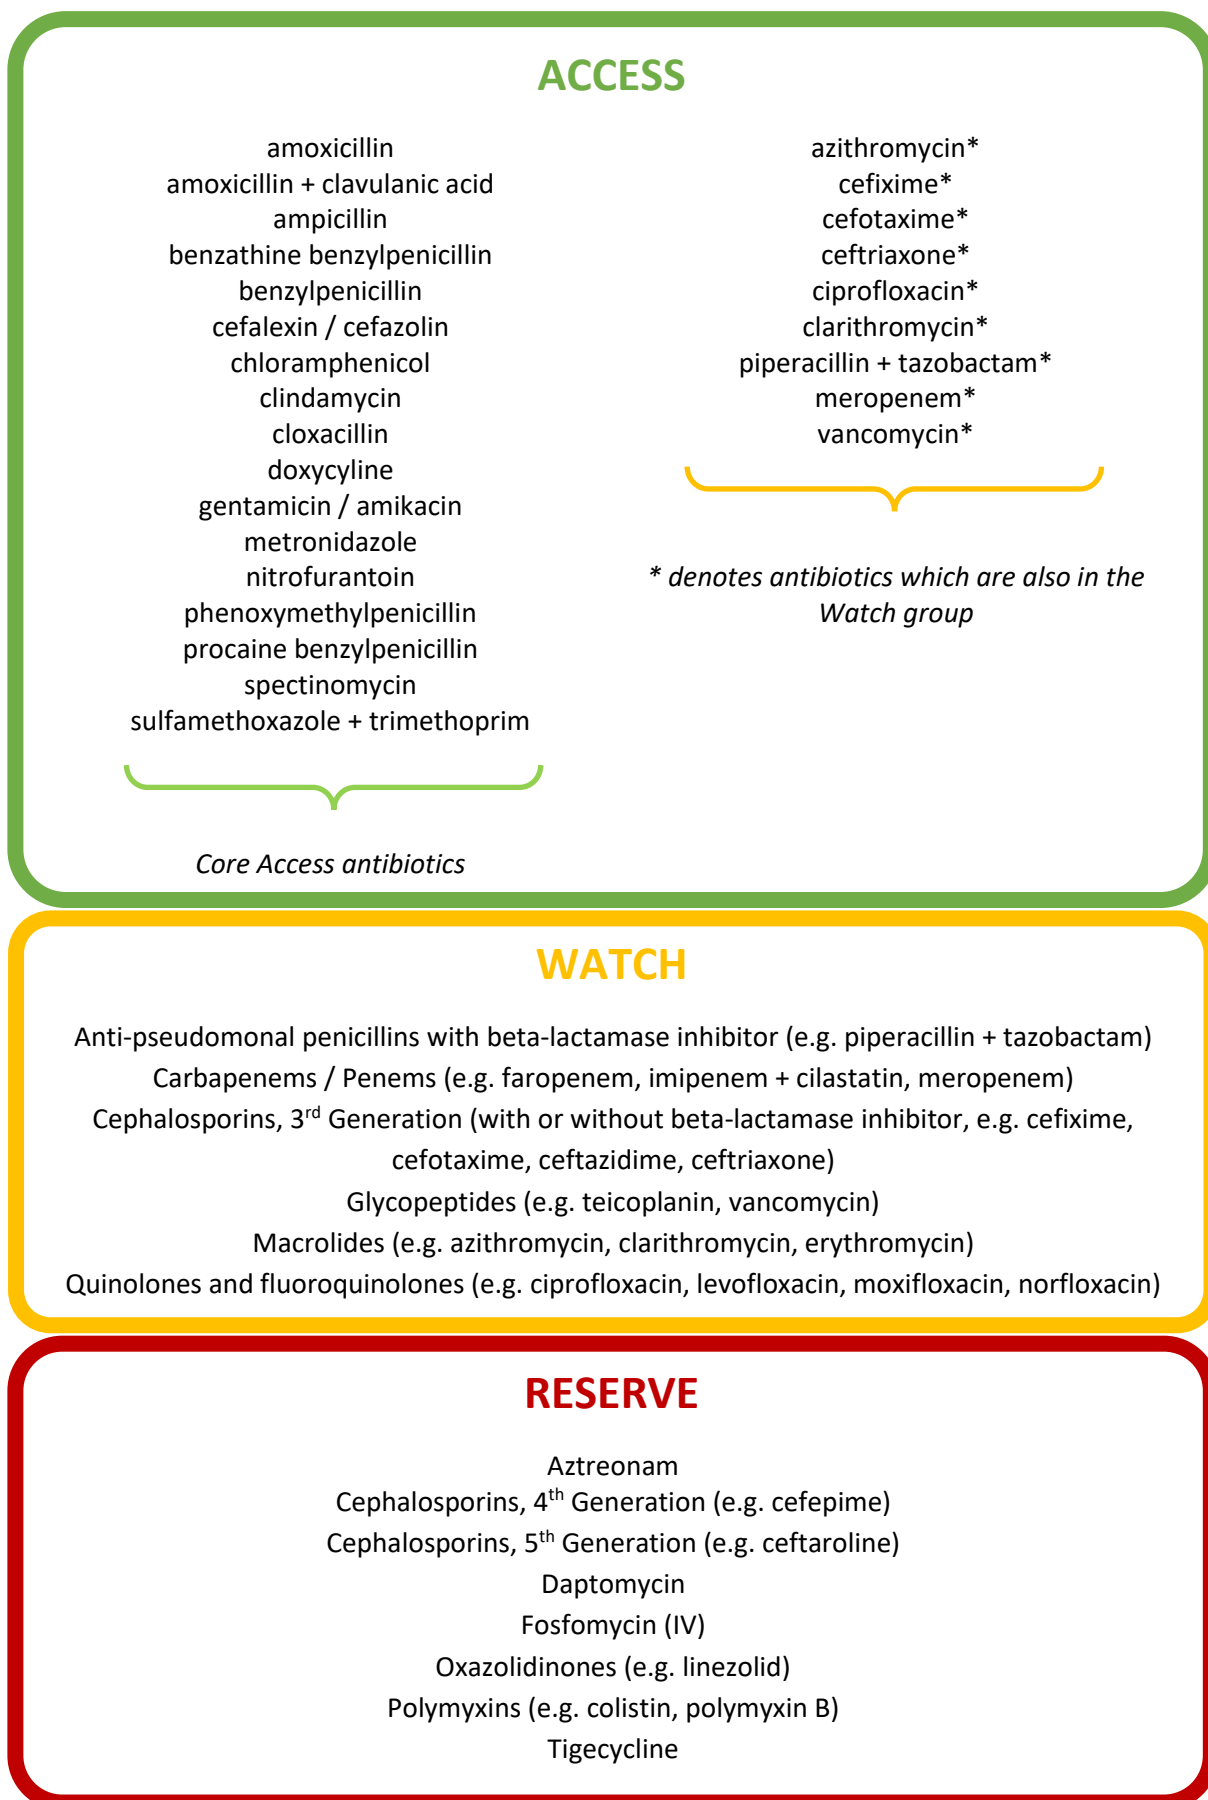 ACCESS
amoxicillin
amoxicillin + clavulanic acid
ampicillin
benzathine benzylpenicillin
benzylpenicillin
cefalexin / cefazolin
chloramphenicol
clindamycin
cloxacillin
doxycyline
gentamicin / amikacin
metronidazole
nitrofurantoin
phenoxymethylpenicillin
procaine benzylpenicillin
spectinomycin
sulfamethoxazole + trimethoprim
Core Access antibiotics
azithromycin*
cefixime*
cefotaxime*
ceftriaxone*
ciprofloxacin*
clarithromycin*
piperacillin + tazobactam*
meropenem*
vancomycin*
* denotes antibiotics which are also in the
Watch group
WATCH
Anti-pseudomonal penicillins with beta-lactamase inhibitor (e.g. piperacillin + tazobactam)
Carbapenems / Penems (e.g. faropenem, imipenem + cilastatin, meropenem)
Cephalosporins, 3rd Generation (with or without beta-lactamase inhibitor, e.g. cefixime,
cefotaxime, ceftazidime, ceftriaxone)
Glycopeptides (e.g. teicoplanin, vancomycin)
Macrolides (e.g. azithromycin, clarithromycin, erythromycin)
Quinolones and fluoroquinolones (e.g. ciprofloxacin, levofloxacin, moxifloxacin, norfloxacin)
RESERVE
Aztreonam
Cephalosporins, 4th Generation (e.g. cefepime)
Cephalosporins, 5th Generation (e.g. ceftaroline)
Daptomycin
Fosfomycin (IV)
Oxazolidinones (e.g. linezolid)
Polymyxins (e.g. colistin, polymyxin B)
Tigecycline